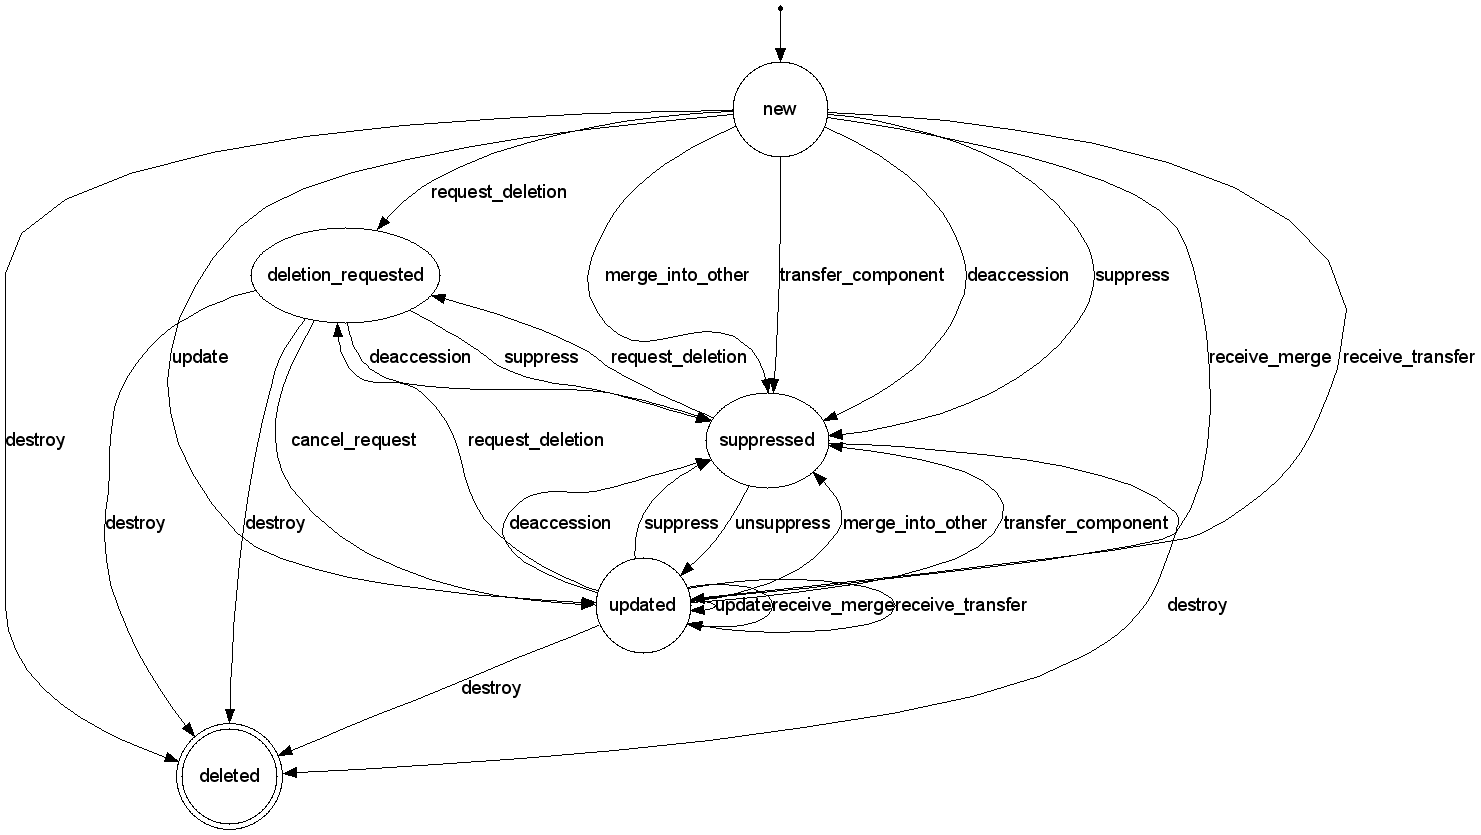 new
request_deletion
deletion_requested
merge_into_other
transfer_component
deaccession
suppress
update
deaccession
suppress
request_deletion
receive_merge
receive_transfer
destroy
cancel_request
request_deletion
suppressed
destroy
destroy
deaccession
suppress
unsuppress
merge_into_other
transfer_component
updated
update
receive_merge
receive_transfer
destroy
destroy
deleted